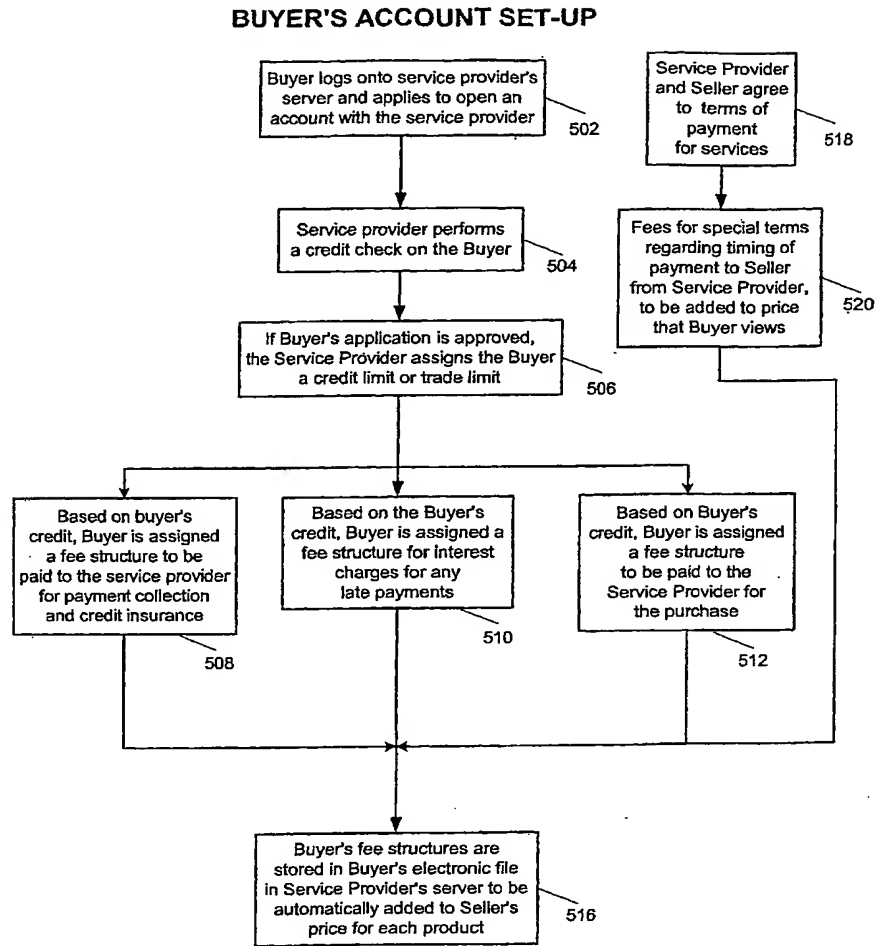 BUYER'S ACCOUNT SET-UP
Buyer logs onto service provider's
server and applies to open an
account with the service provider
502
Service Provider
and Seller agree
to terms of
payment
for services
518
Service provider performs
a credit check on the Buyer
504
Fees for special terms
regarding timing of
payment to Seller
from Service Provider,
to be added to price
that Buyer views
520
If Buyer's application is approved,
the Service Provider assigns the Buyer
a credit limit or trade limit
506
Based on buyer's
credit, Buyer is assigned
a fee structure to be
paid to the service provider
for payment collection
and credit insurance
508
Based on the Buyer's
credit, Buyer is assigned
a fee structure for interest
charges for any
late payments
510
Based on Buyer's
credit, Buyer is assigned
a fee structure
to be paid to the
Service Provider for
the purchase
512
Buyer's fee structures are
stored in Buyer's electronic file
in Service Provider's server to be
automatically added to Seller's
price for each product
516